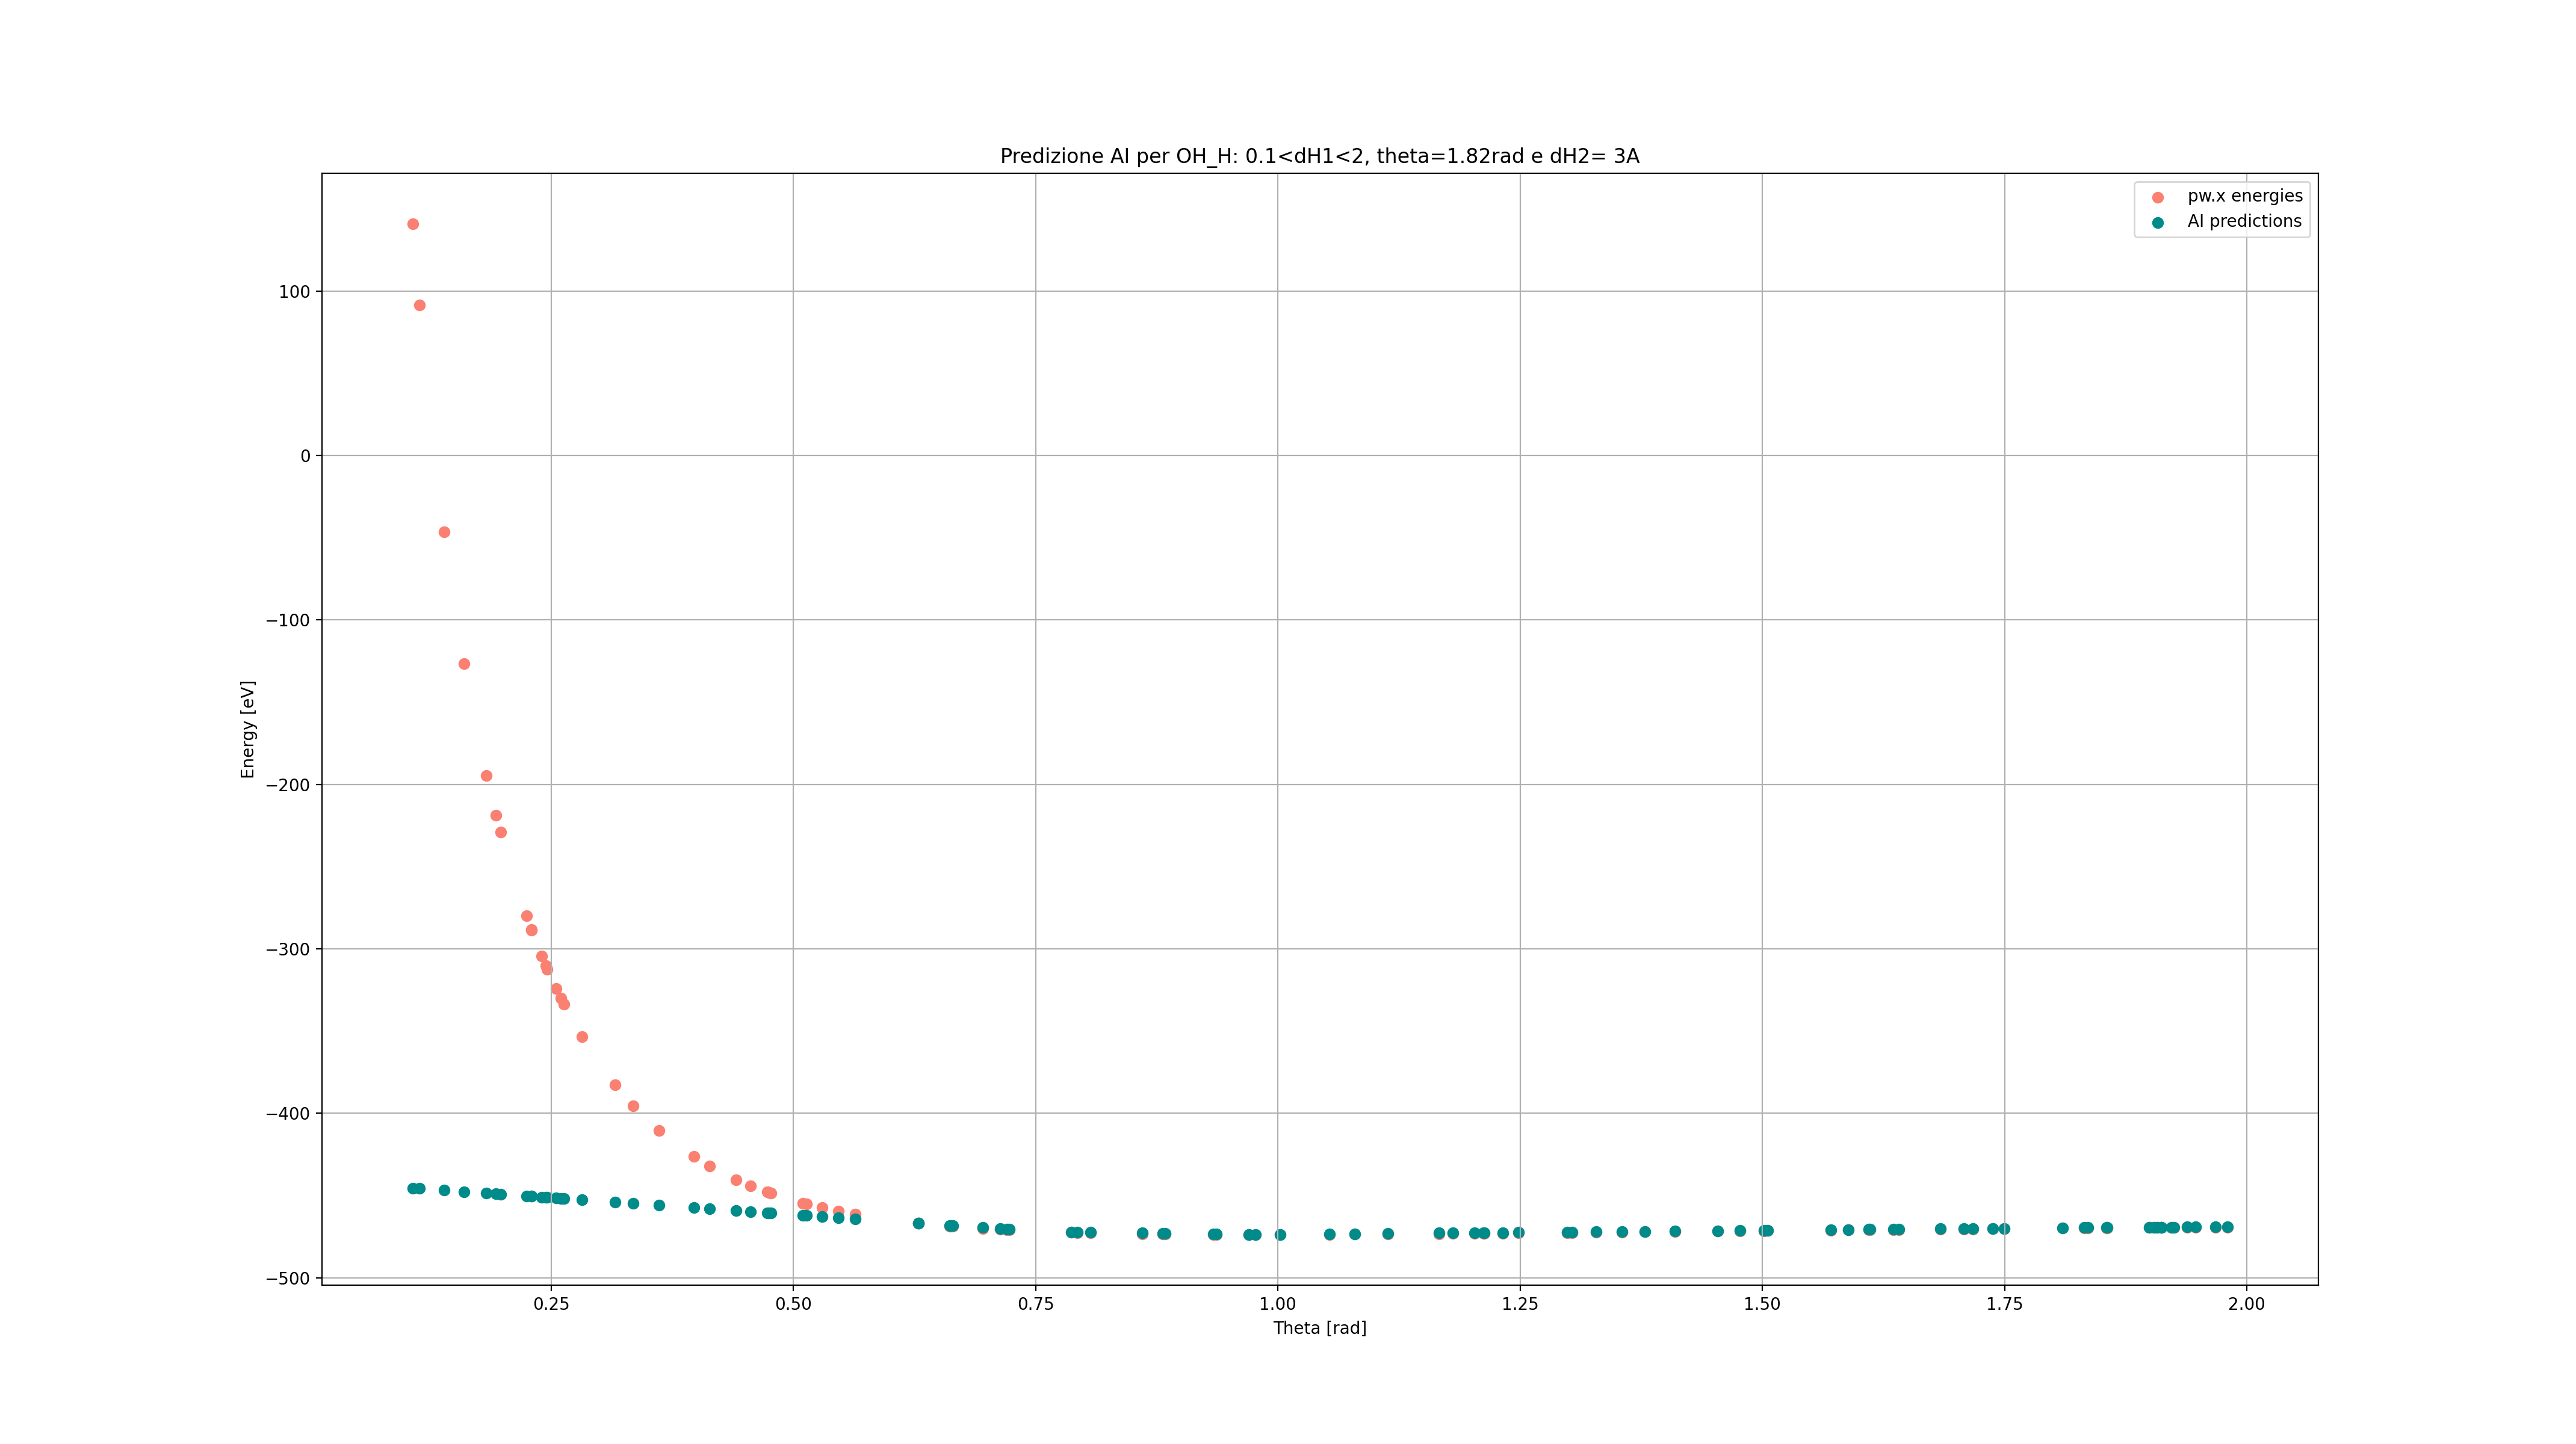 Predizione AI per OH_H: 0.1<dH1<2, theta=1.82rad e dH2= 3A
pw.x energies
AI predictions
100
0
−100
−200
−300
−400
−500
Energy [eV]
0.25 0.50 0.75 1.00 1.25 1.50 1.75 2.00
Theta [rad]